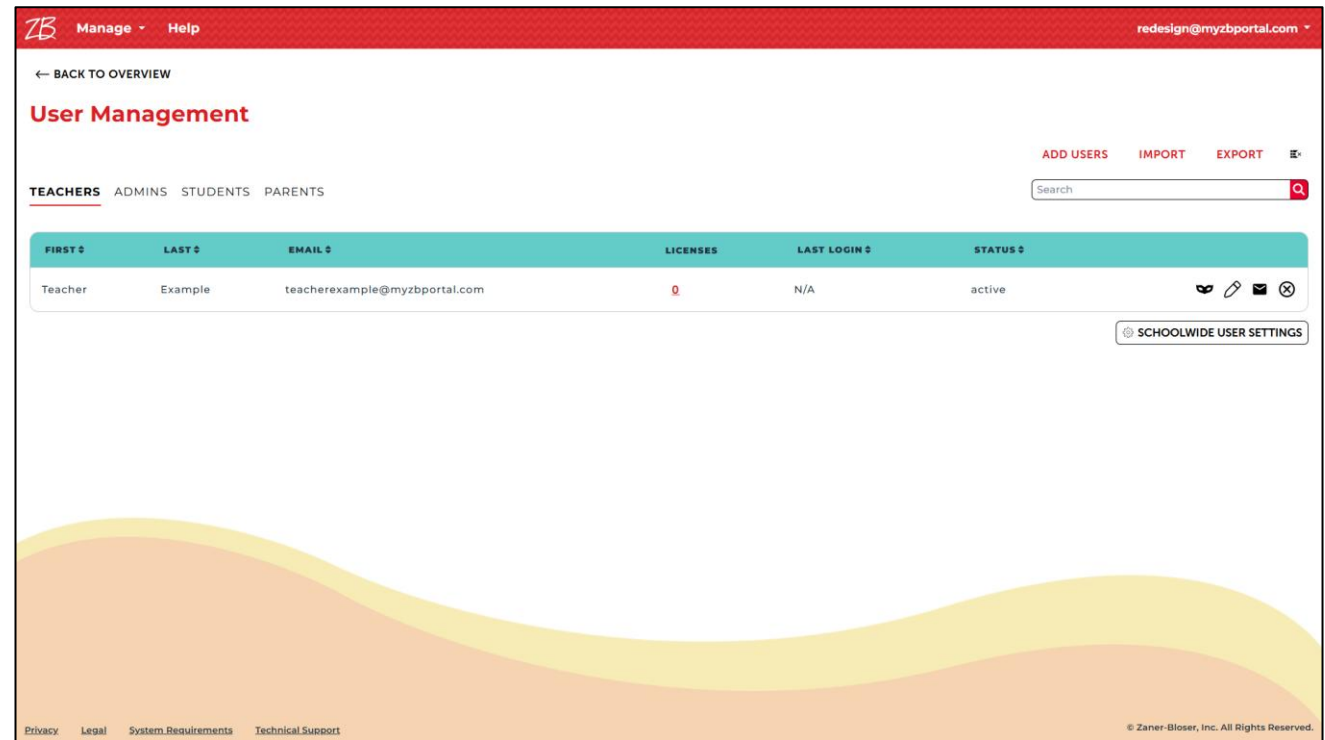 ZB Manage Help redesign@myzbportal.com
← BACK TO OVERVIEW
User Management
ADD USERS IMPORT EXPORT
TEACHERS ADMINS STUDENTS PARENTS Search
FIRST LAST EMAIL LICENSES LAST LOGIN STATUS
Teacher Example teacherexample@myzbportal.com 0 N/A active
SCHOOLWIDE USER SETTINGS
Privacy Legal System Requirements Technical Support © Zaner-Bloser, Inc. All Rights Reserved.